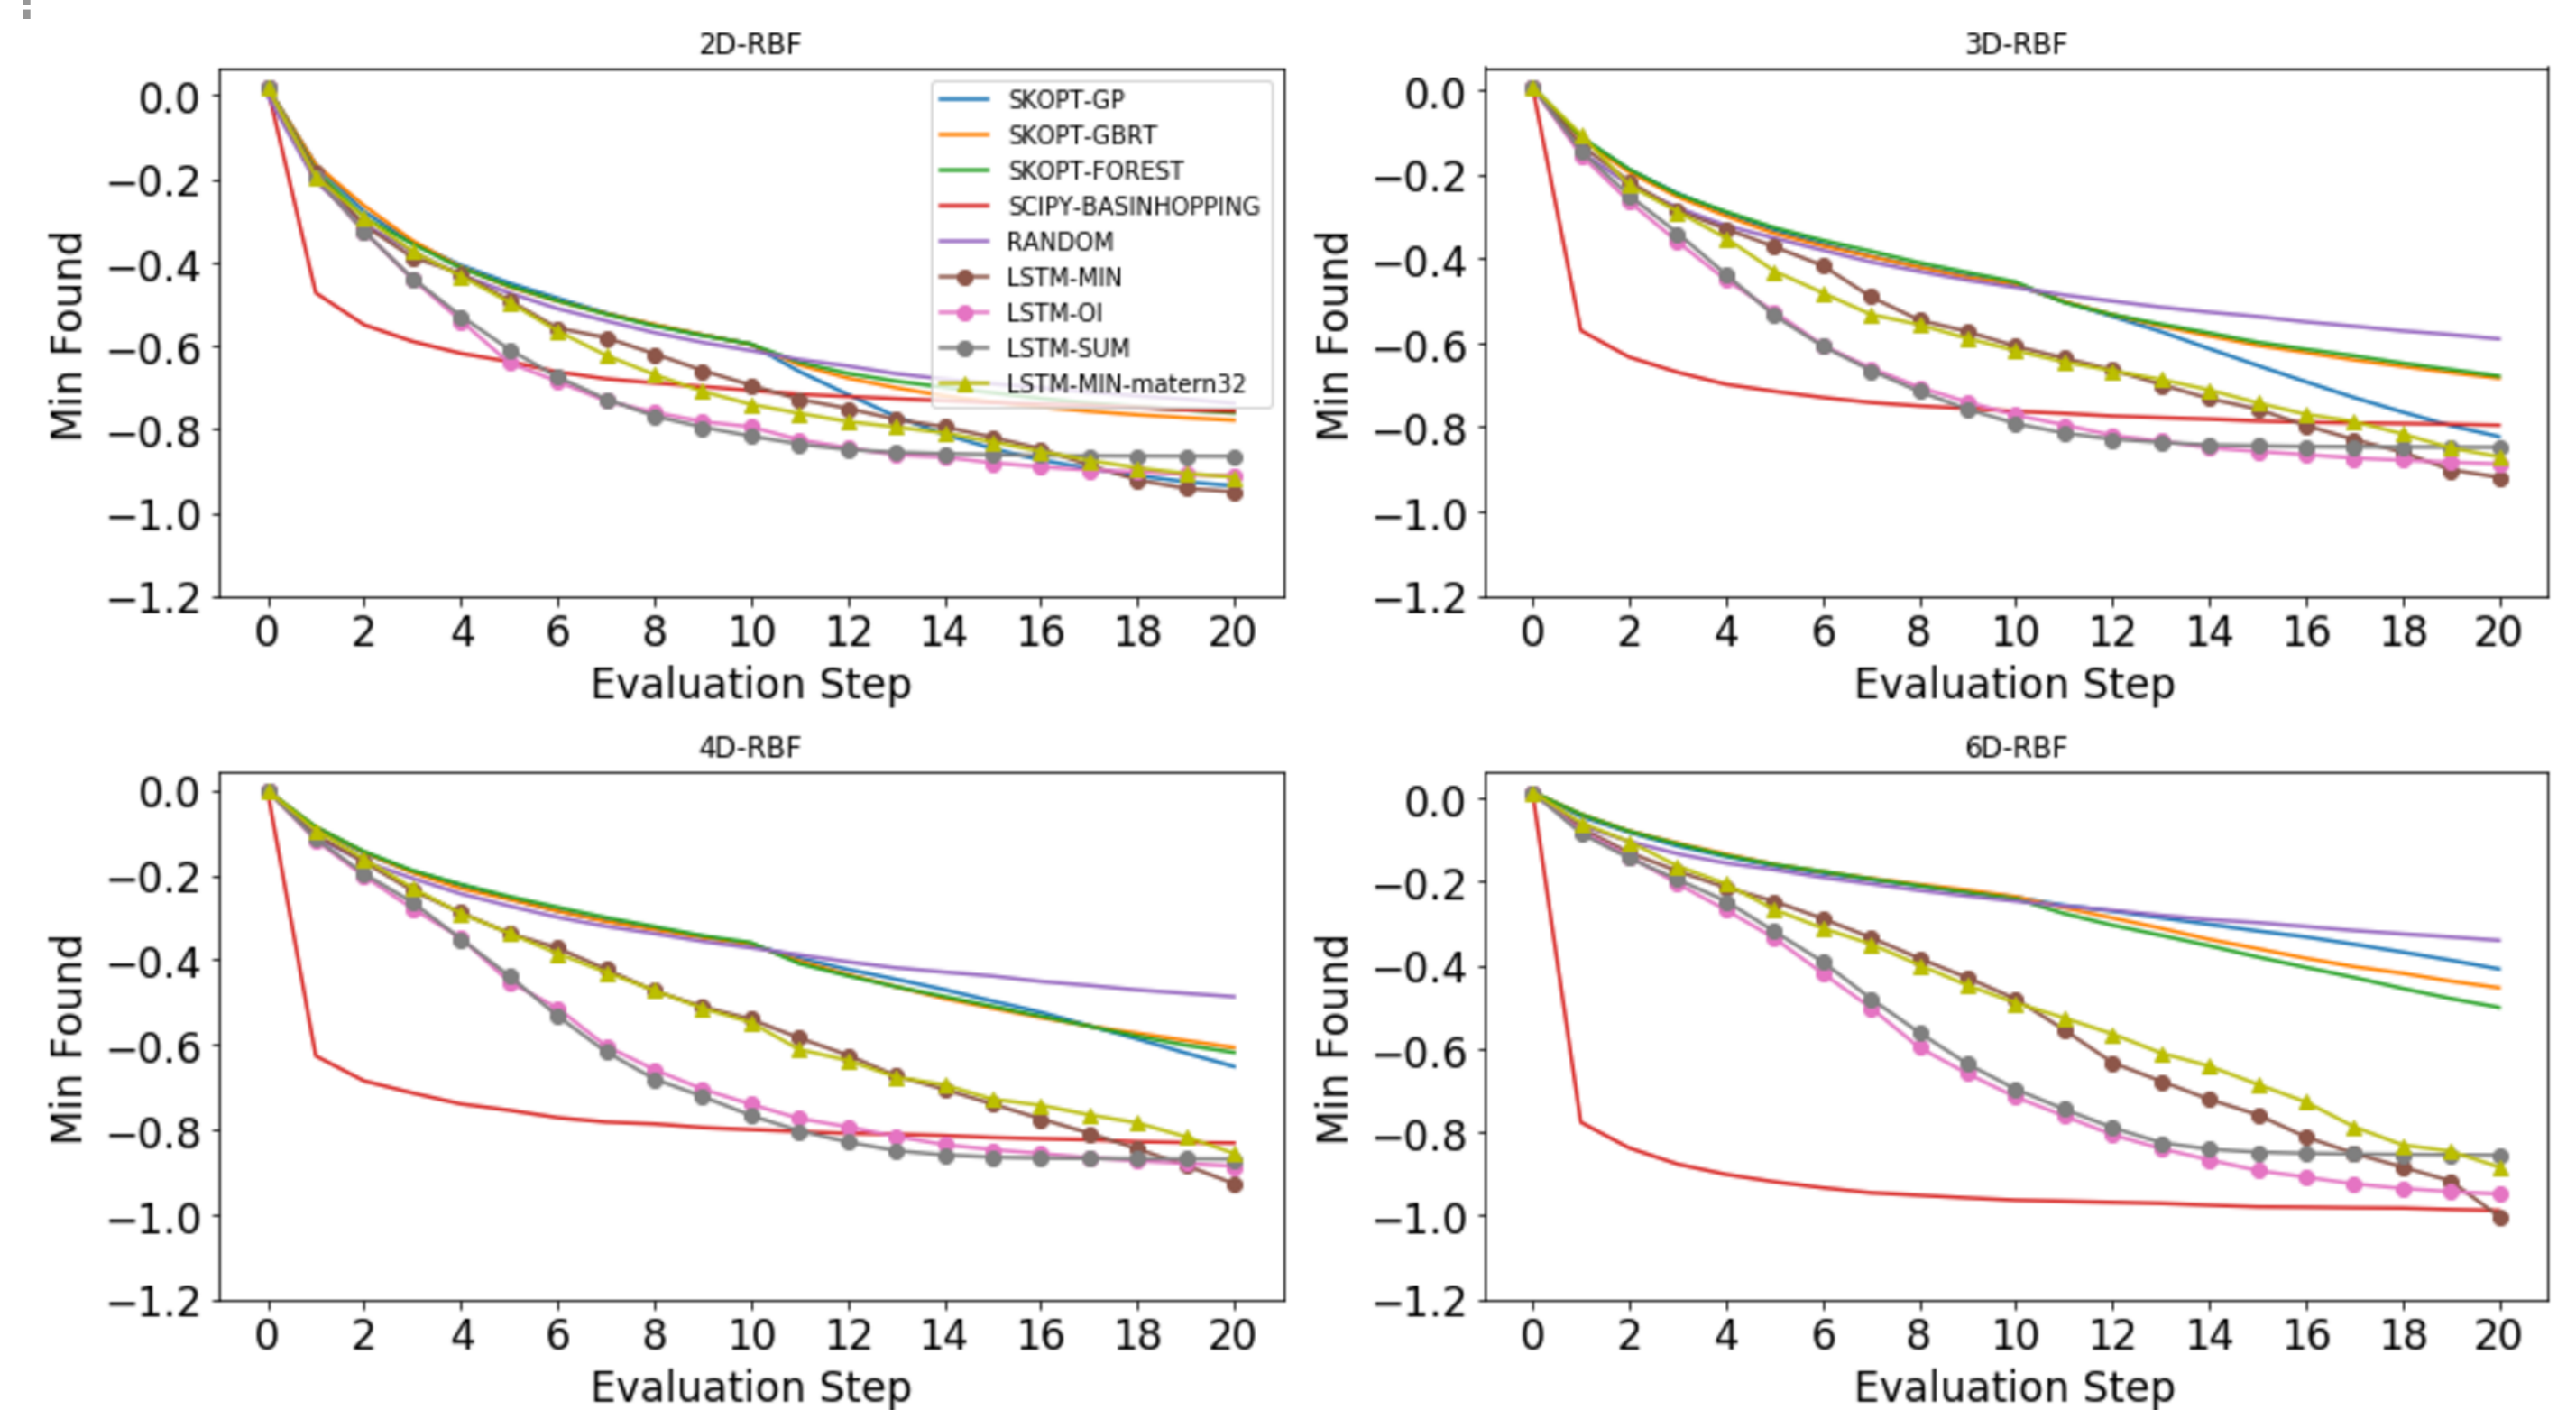 2D-RBF
0.0
−0.2
−0.4
−0.6
−0.8
−1.0
−1.2
Min Found
SKOPT-GP
SKOPT-GBRT
SKOPT-FOREST
SCIPY-BASINHOPPING
RANDOM
LSTM-MIN
LSTM-OI
LSTM-SUM
LSTM-MIN-matern32
0 2 4 6 8 10 12 14 16 18 20
Evaluation Step
3D-RBF
0.0
−0.2
−0.4
−0.6
−0.8
−1.0
−1.2
Min Found
0 2 4 6 8 10 12 14 16 18 20
Evaluation Step
4D-RBF
0.0
−0.2
−0.4
−0.6
−0.8
−1.0
−1.2
Min Found
0 2 4 6 8 10 12 14 16 18 20
Evaluation Step
6D-RBF
0.0
−0.2
−0.4
−0.6
−0.8
−1.0
−1.2
Min Found
0 2 4 6 8 10 12 14 16 18 20
Evaluation Step